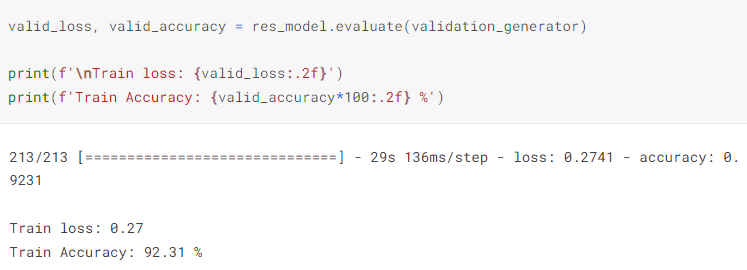 valid_loss, valid_accuracy = res_model.evaluate(validation_generator)
print(f'\nTrain loss: {valid_loss:.2f}')
print(f'Train Accuracy: {valid_accuracy*100:.2f} %')
213/213 [==============================] - 29s 136ms/step - loss: 0.2741 - accuracy: 0.
9231
Train loss: 0.27
Train Accuracy: 92.31 %